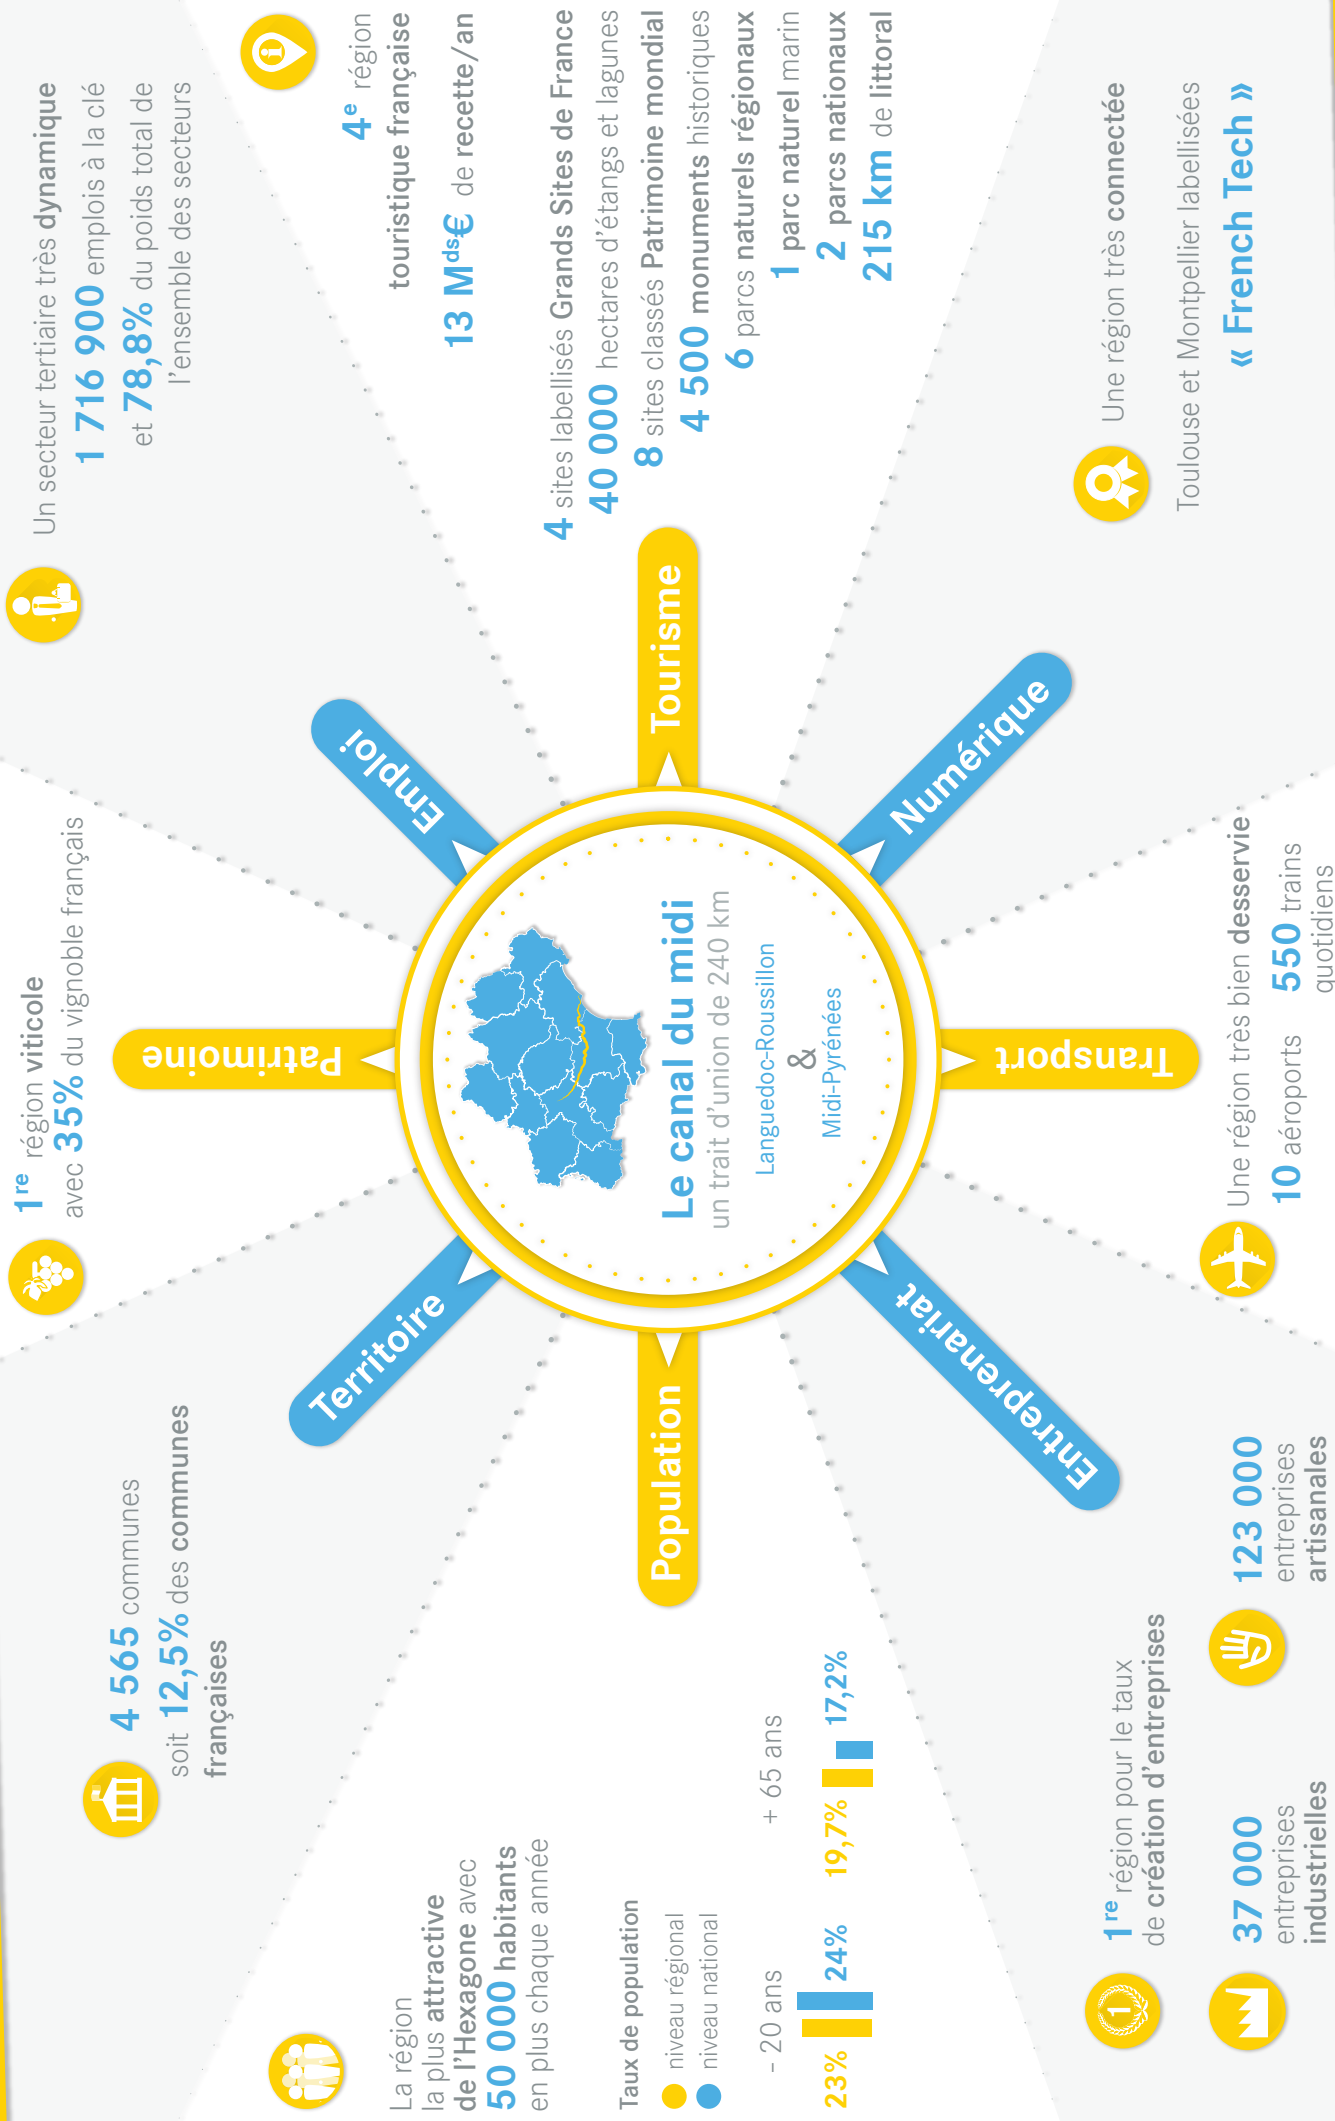 La région
la plus attractive
de l'Hexagone avec
50 000 habitants
en plus chaque année
Taux de population
niveau régional
niveau national
- 20 ans
23% 24%
+ 65 ans
19,7% 17,2%
Population
4 565 communes
soit 12,5% des communes
françaises
Territoire
1re région viticole
avec 35% du vignoble français
Patrimoine
Un secteur tertiaire très dynamique
1 716 900 emplois à la clé
et 78,8% du poids total de
l'ensemble des secteurs
Emploi
4e région
touristique française
13 Mds€ de recette/an
4 sites labellisés Grands Sites de France
40 000 hectares d'étangs et lagunes
8 sites classés Patrimoine mondial
4 500 monuments historiques
6 parcs naturels régionaux
1 parc naturel marin
2 parcs nationaux
215 km de littoral
Tourisme
Une région très connectée
Toulouse et Montpellier labellisées
« French Tech »
Numérique
Une région très bien desservie
10 aéroports
550 trains
quotidiens
Transport
1re région pour le taux
de création d'entreprises
1
37 000
entreprises
industrielles
123 000
entreprises
artisanales
Entreprenariat
Le canal du midi
un trait d'union de 240 km
Languedoc-Roussillon
&
Midi-Pyrénées